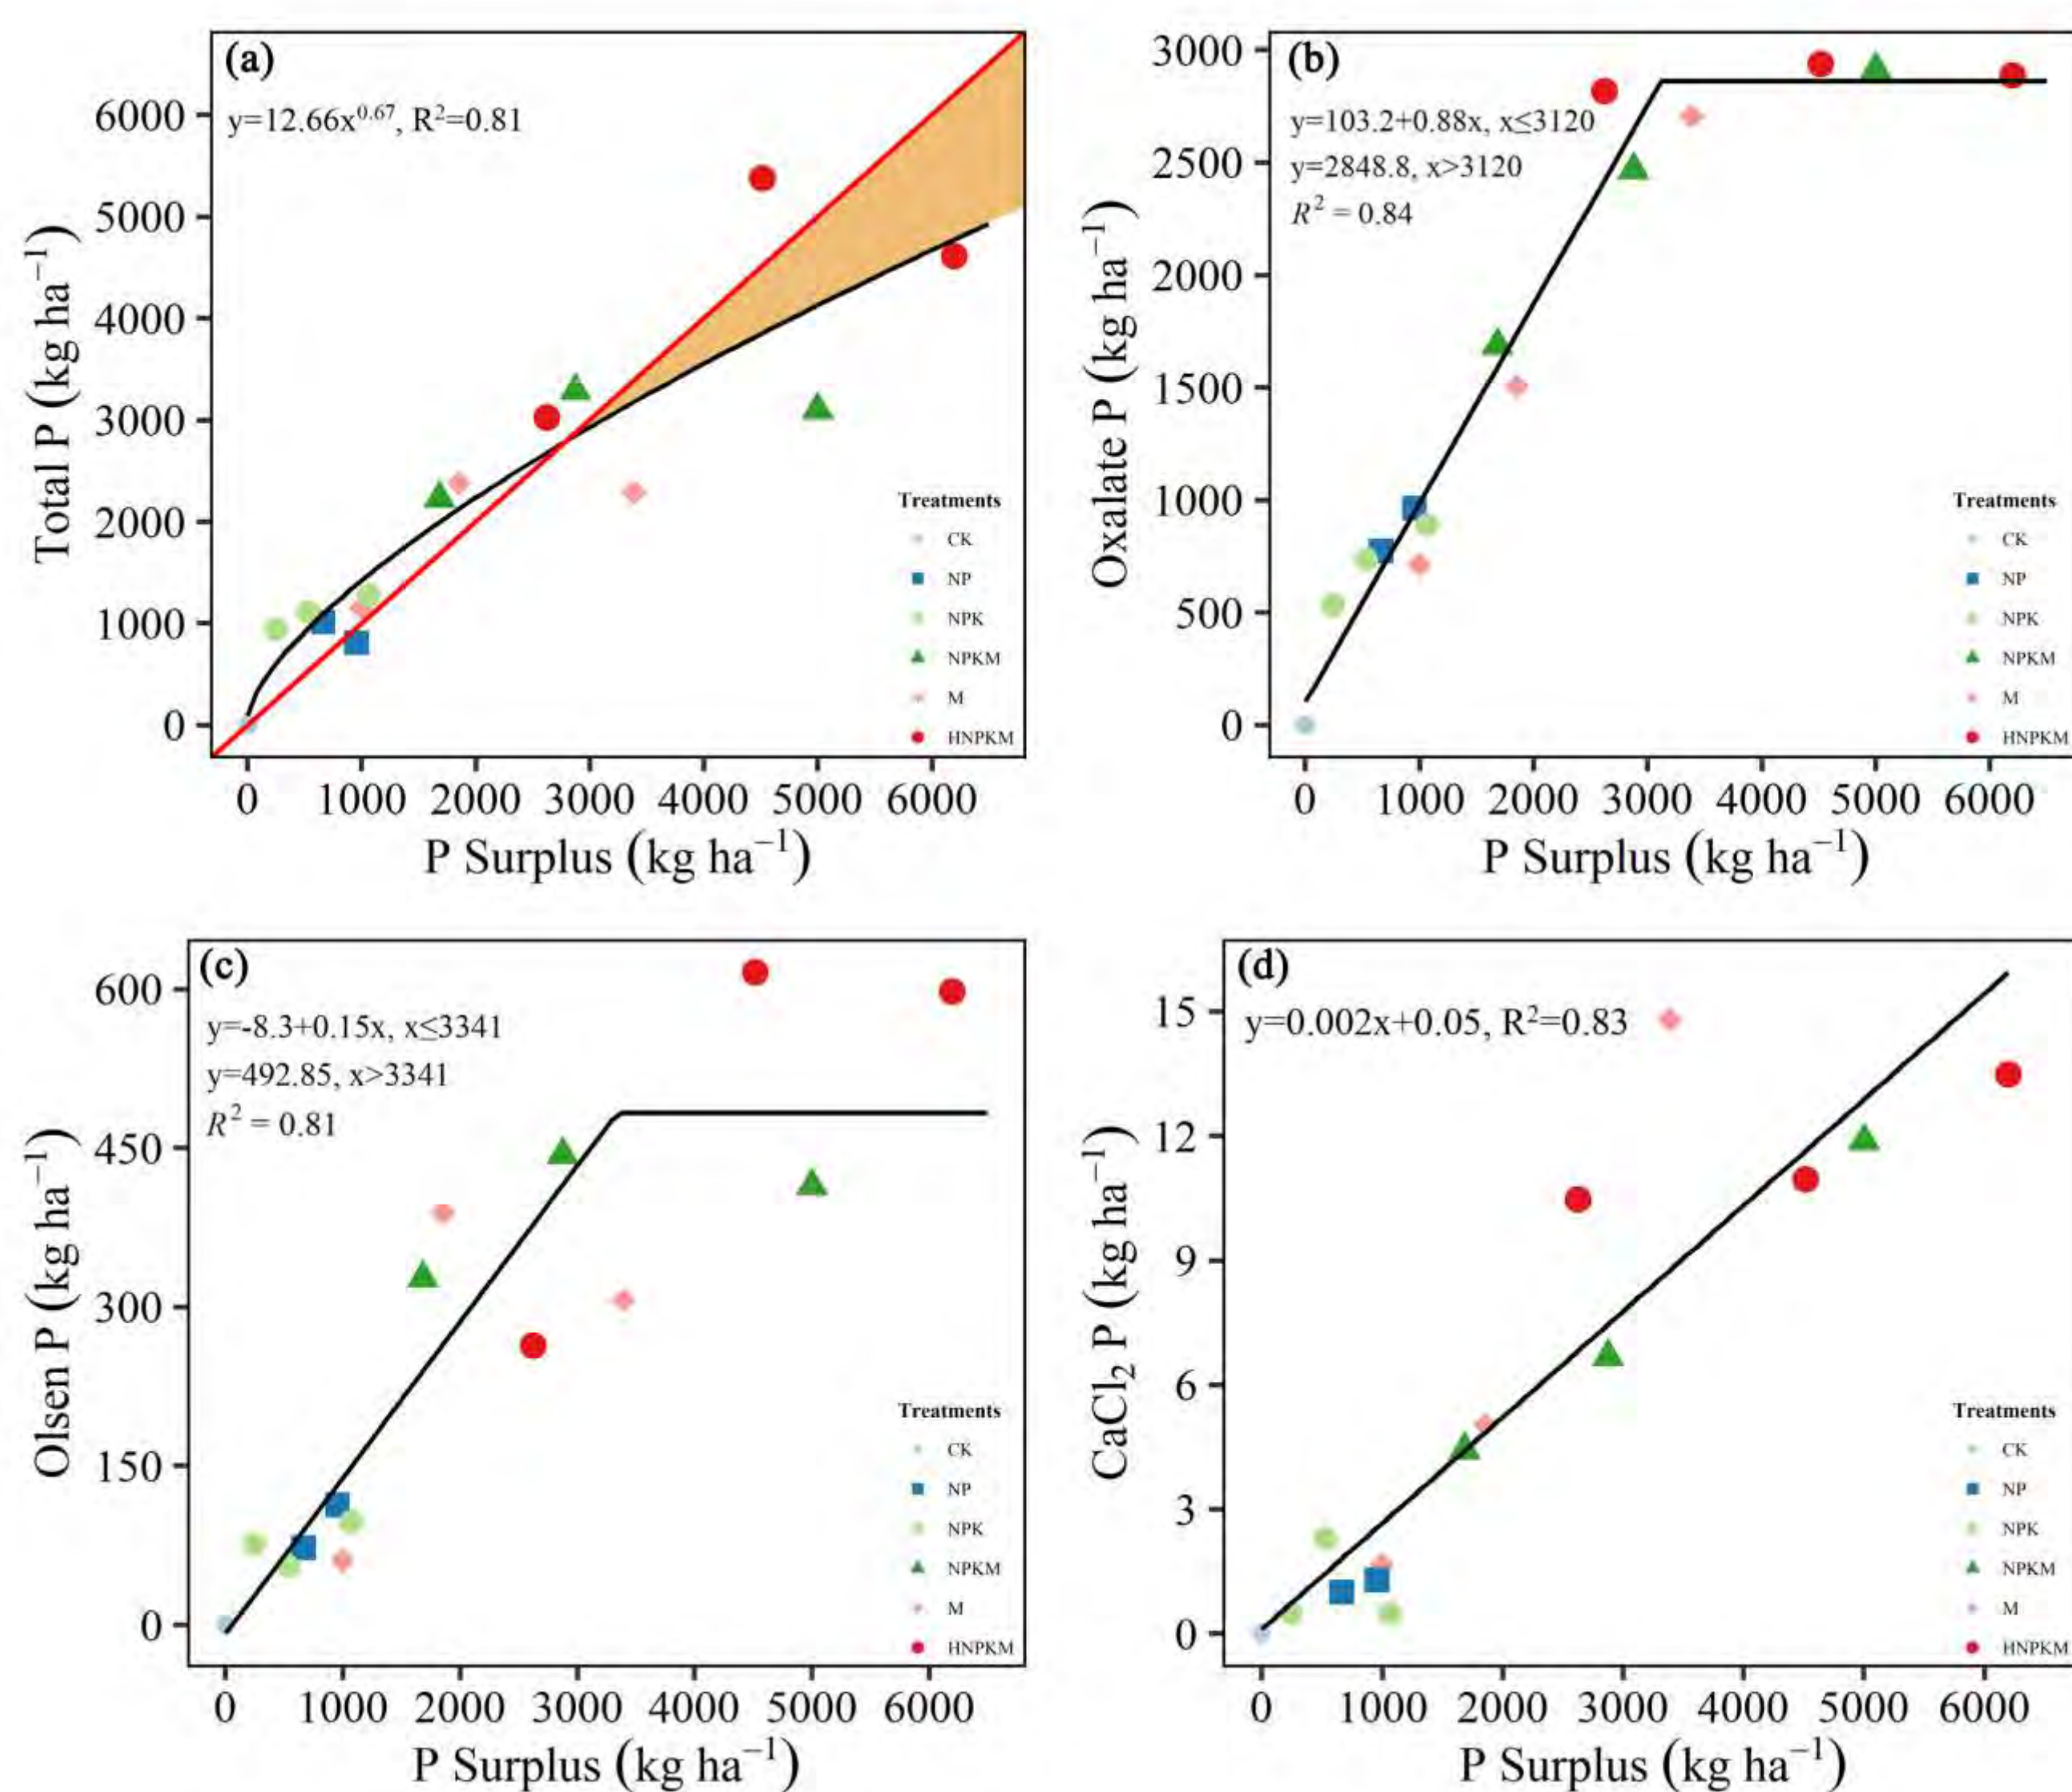 (a)
y=12.66x^0.67, R²=0.81
6000
5000
4000
3000
2000
1000
0
Total P (kg ha⁻¹)
Treatments
CK
NP
NPK
NPKM
M
HNPKM
0 1000 2000 3000 4000 5000 6000
P Surplus (kg ha⁻¹)
(b)
y=103.2+0.88x, x≤3120
y=2848.8, x>3120
R² = 0.84
3000
2500
2000
1500
1000
500
0
Oxalate P (kg ha⁻¹)
Treatments
CK
NP
NPK
NPKM
M
HNPKM
0 1000 2000 3000 4000 5000 6000
P Surplus (kg ha⁻¹)
(c)
y=-8.3+0.15x, x≤3341
y=492.85, x>3341
R² = 0.81
600
450
300
150
0
Olsen P (kg ha⁻¹)
Treatments
CK
NP
NPK
NPKM
M
HNPKM
0 1000 2000 3000 4000 5000 6000
P Surplus (kg ha⁻¹)
(d)
y=0.002x+0.05, R²=0.83
15
12
9
6
3
0
CaCl₂ P (kg ha⁻¹)
Treatments
CK
NP
NPK
NPKM
M
HNPKM
0 1000 2000 3000 4000 5000 6000
P Surplus (kg ha⁻¹)